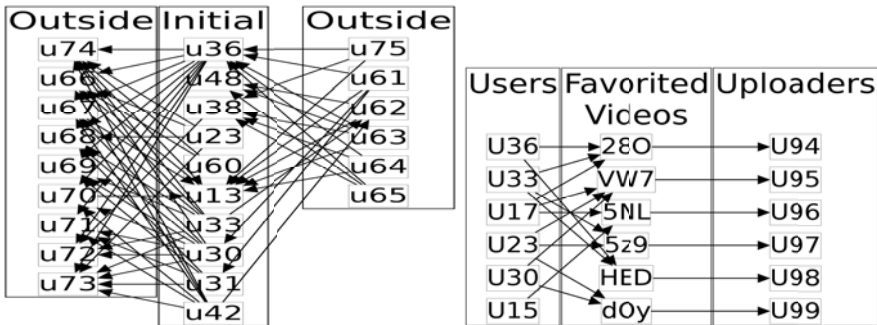 Outside
u74
u66
u67
u68
u69
u70
u71
u72
u73
Initial
u36
u48
u38
u23
u60
u13
u33
u30
u31
u42
Outside
u75
u61
u62
u63
u64
u65
Users
U36
U33
U17
U23
U30
U15
Favorited
Videos
28O
VW7
5NL
5z9
HED
dOy
Uploaders
U94
U95
U96
U97
U98
U99